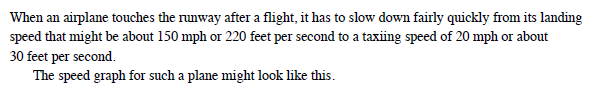 When an airplane touches the runway after a flight, it has to slow down fairly quickly from its landing
speed that might be about 150 mph or 220 feet per second to a taxiing speed of 20 mph or about
30 feet per second.
The speed graph for such a plane might look like this.